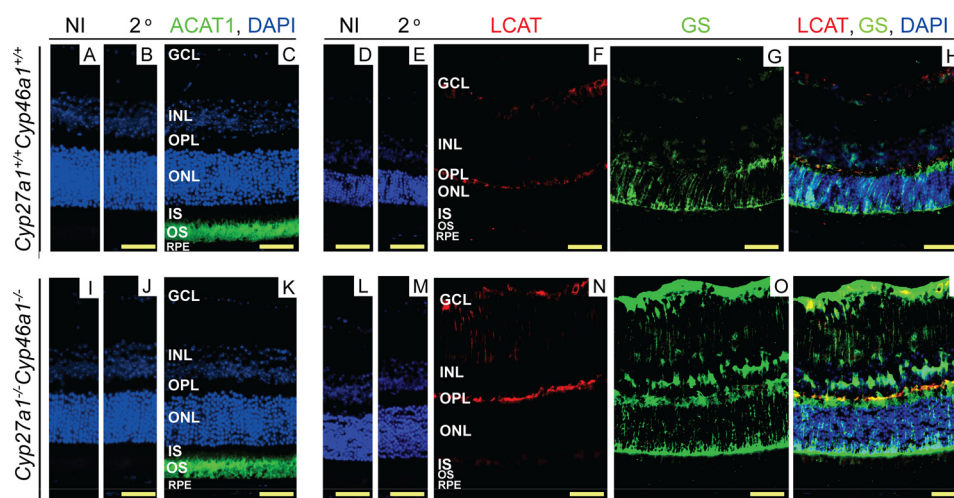 NI 2º ACAT1, DAPI NI 2º LCAT GS LCAT, GS, DAPI
Cyp27a1+/+Cyp46a1+/+
A B C D E F G H
GCL
INL
OPL
ONL
IS
OS
RPE
GCL
INL
OPL
ONL
IS
OS
RPE
Cyp27a1-/-Cyp46a1-/-
I J K L M N O
GCL
INL
OPL
ONL
IS
OS
RPE
GCL
INL
OPL
ONL
IS
OS
RPE